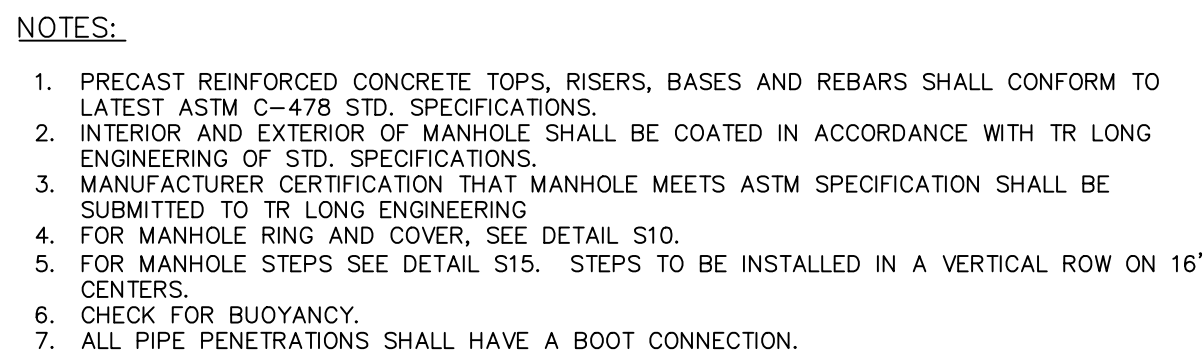 NOTES:
1. PRECAST REINFORCED CONCRETE TOPS, RISERS, BASES AND REBARS SHALL CONFORM TO
LATEST ASTM C-478 STD. SPECIFICATIONS.
2. INTERIOR AND EXTERIOR OF MANHOLE SHALL BE COATED IN ACCORDANCE WITH TR LONG
ENGINEERING OF STD. SPECIFICATIONS.
3. MANUFACTURER CERTIFICATION THAT MANHOLE MEETS ASTM SPECIFICATION SHALL BE
SUBMITTED TO TR LONG ENGINEERING
4. FOR MANHOLE RING AND COVER, SEE DETAIL S10.
5. FOR MANHOLE STEPS SEE DETAIL S15. STEPS TO BE INSTALLED IN A VERTICAL ROW ON 16'
CENTERS.
6. CHECK FOR BUOYANCY.
7. ALL PIPE PENETRATIONS SHALL HAVE A BOOT CONNECTION.